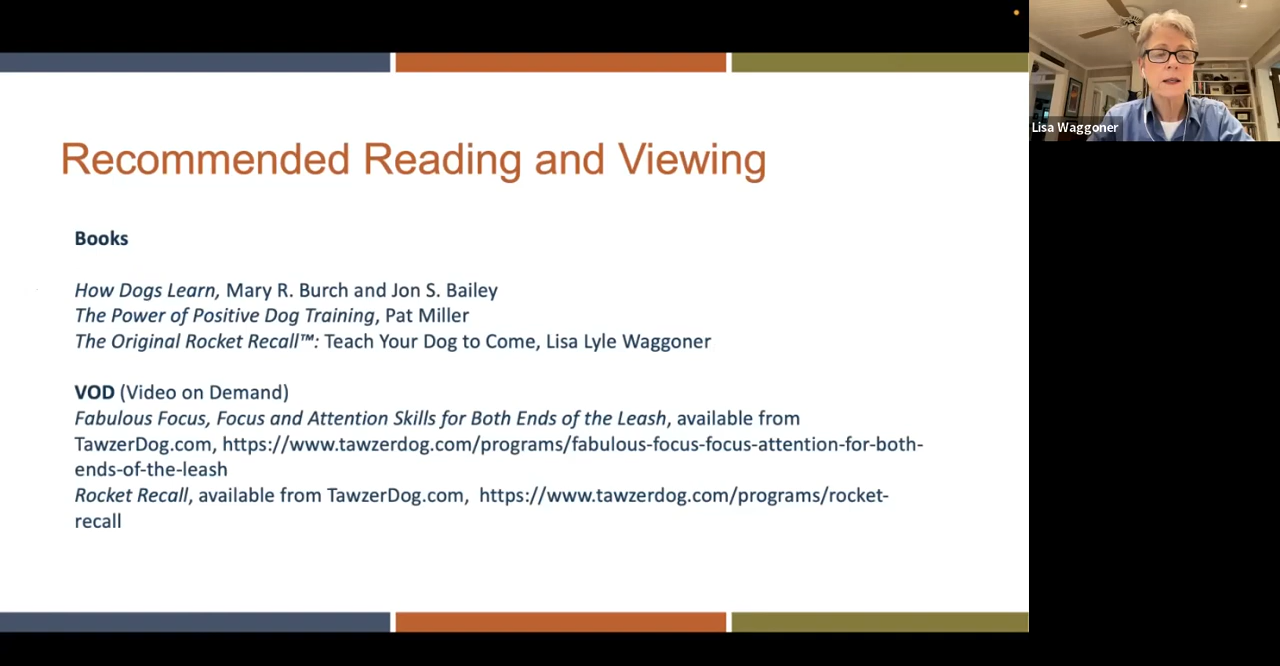 Recommended Reading and Viewing
Books
How Dogs Learn, Mary R. Burch and Jon S. Bailey
The Power of Positive Dog Training, Pat Miller
The Original Rocket Recall™: Teach Your Dog to Come, Lisa Lyle Waggoner
VOD (Video on Demand)
Fabulous Focus, Focus and Attention Skills for Both Ends of the Leash, available from
TawzerDog.com, https://www.tawzerdog.com/programs/fabulous-focus-focus-attention-for-both-
ends-of-the-leash
Rocket Recall, available from TawzerDog.com, https://www.tawzerdog.com/programs/rocket-
recall
Lisa Waggoner